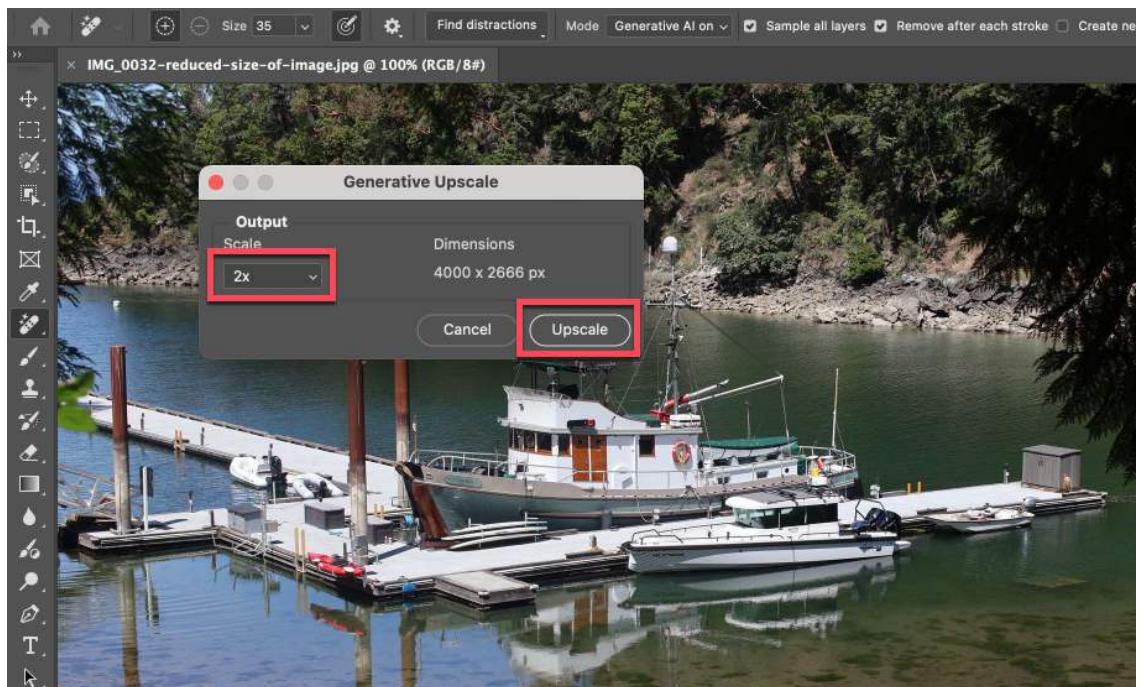 Size 35 Find distractions Mode Generative AI on Sample all layers Remove after each stroke Create ne
IMG_0032-reduced-size-of-image.jpg @ 100% (RGB/8#)
Generative Upscale
Output
Scale Dimensions
2x 4000 x 2666 px
Cancel Upscale
T